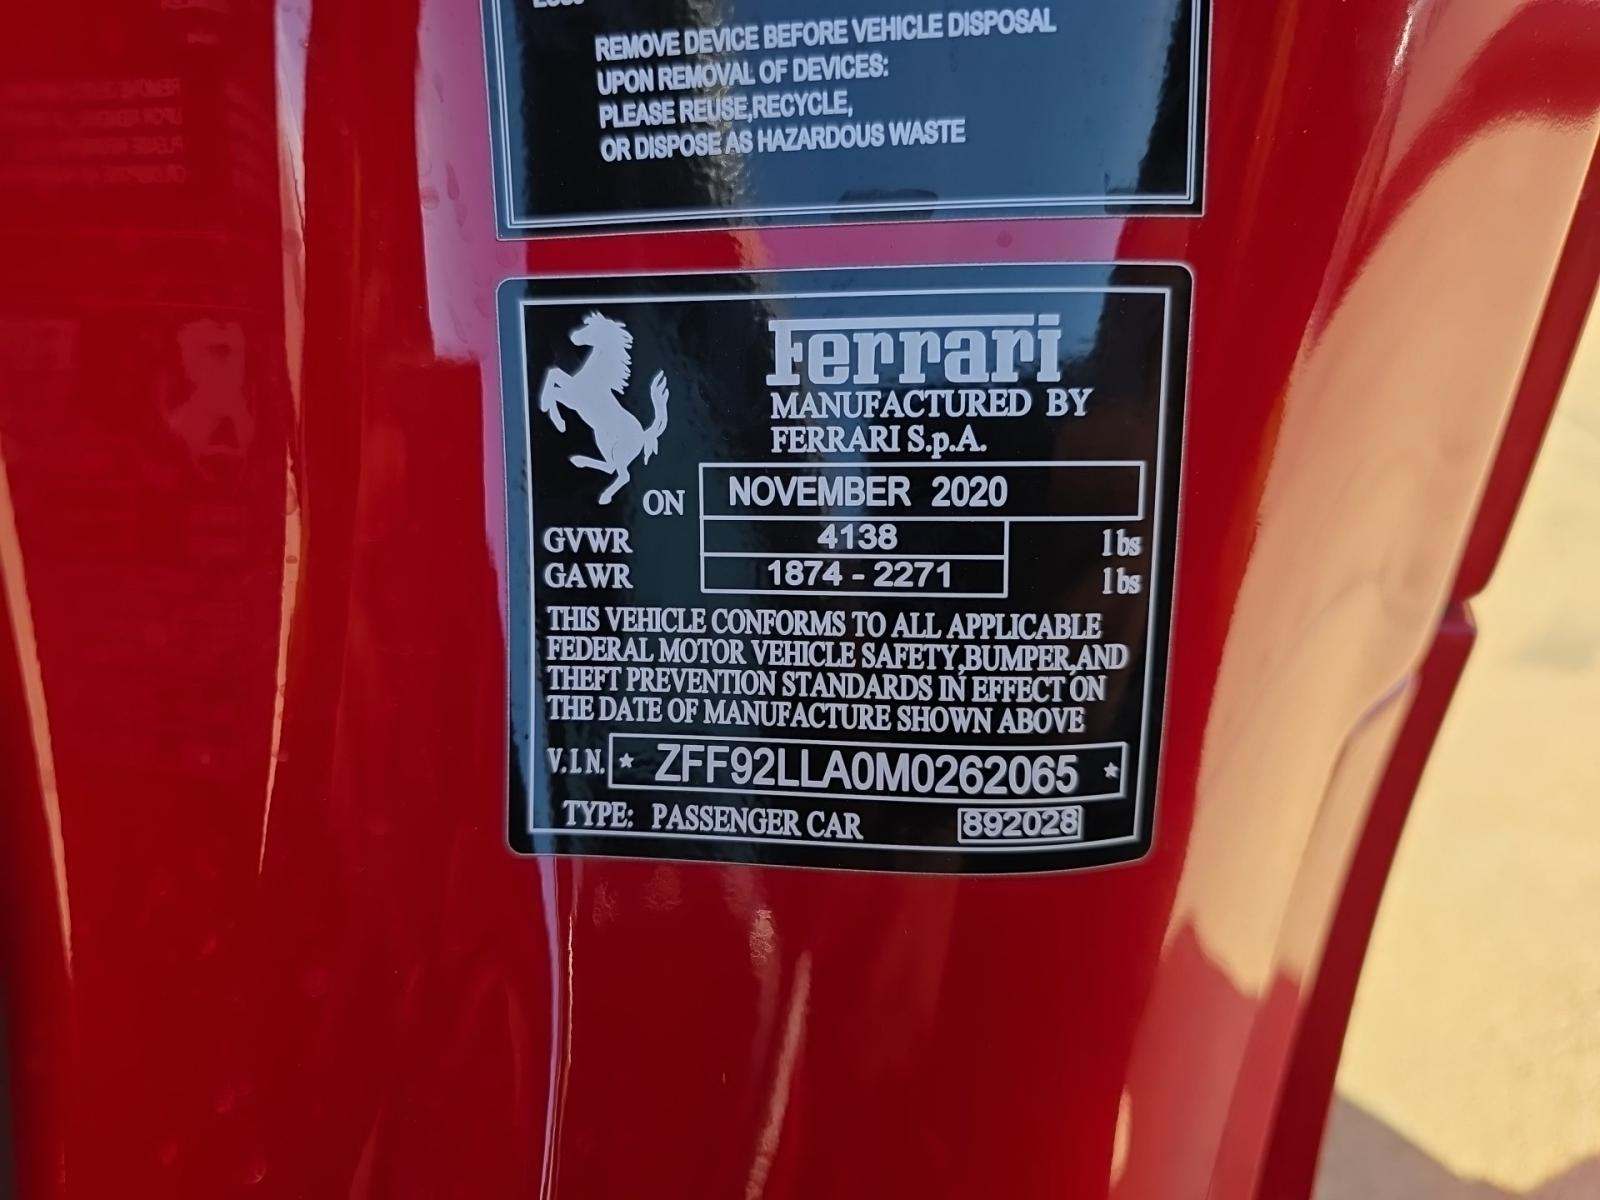 REMOVE DEVICE BEFORE VEHICLE DISPOSAL
UPON REMOVAL OF DEVICES:
PLEASE REUSE,RECYCLE,
OR DISPOSE AS HAZARDOUS WASTE
Ferrari
MANUFACTURED BY
FERRARI S.p.A.
ON NOVEMBER 2020
GVWR 4138 lbs
GAWR 1874 - 2271 lbs
THIS VEHICLE CONFORMS TO ALL APPLICABLE
FEDERAL MOTOR VEHICLE SAFETY,BUMPER,AND
THEFT PREVENTION STANDARDS IN EFFECT ON
THE DATE OF MANUFACTURE SHOWN ABOVE
V.I.N. * ZFF92LLA0M0262065 *
TYPE: PASSENGER CAR 892028